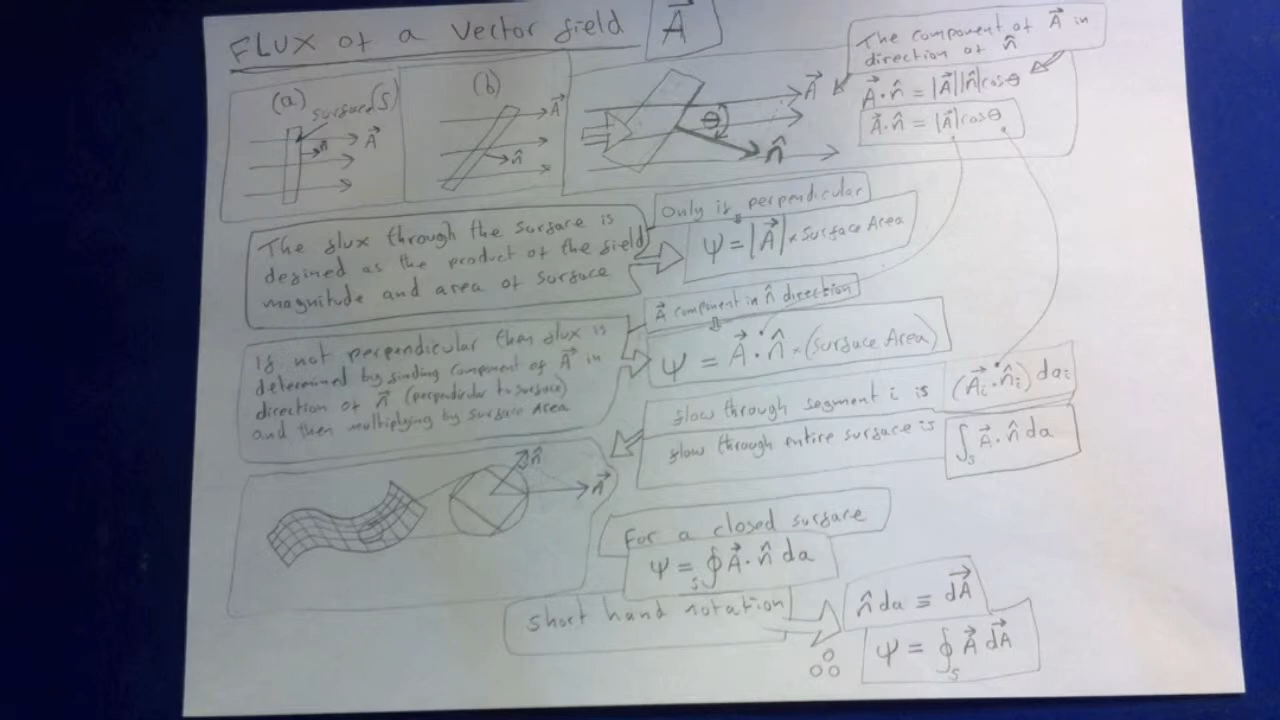 FLUX of a Vector field A⃗
The component of A⃗ in
direction of n̂
A⃗ · n̂ = |A⃗||n̂|cosθ
A⃗ · n̂ = |A⃗|cosθ
(a)
surface(S)
n̂
A⃗
(b)
A⃗
n̂
A⃗
θ
n̂
The flux through the surface is
defined as the product of the field
magnitude and area of surface
Only if perpendicular
Ψ = |A⃗| × Surface Area
If not perpendicular then flux is
determined by finding component of A⃗ in
direction of n⃗ (perpendicular to surface)
and then multiplying by surface Area
A⃗ component in n̂ direction
Ψ = A⃗ · n̂ × (Surface Area)
flow through segment i is (A⃗ᵢ · n̂ᵢ) daᵢ
flow through entire surface is ∫ₛ A⃗ · n̂ da
n̂
A⃗
For a closed surface
Ψ = ∮ₛ A⃗ · n̂ da
short hand notation
n̂ da ≡ dA⃗
Ψ = ∮ₛ A⃗ dA⃗